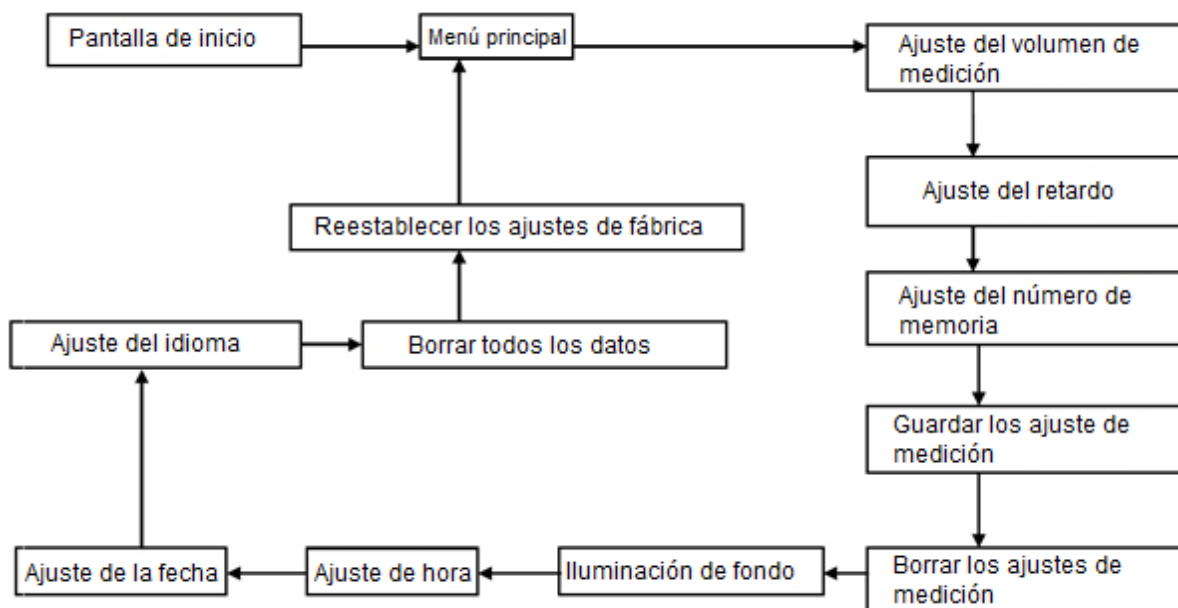 Pantalla de inicio
Menú principal
Ajuste del volumen de
medición
Ajuste del retardo
Ajuste del número de
memoria
Guardar los ajuste de
medición
Borrar los ajustes de
medición
Iluminación de fondo
Ajuste de hora
Ajuste de la fecha
Ajuste del idioma
Borrar todos los datos
Reestablecer los ajustes de fábrica